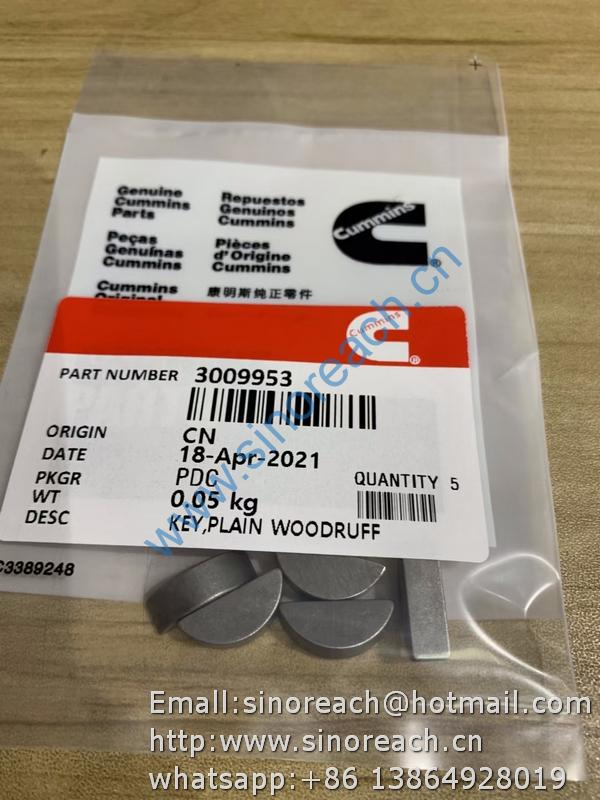 Genuine
Cummins
Parts
Repuestos
Genuinos
Cummins
Peças
Genuínas
Cummins
Pièces
d'Origine
Cummins
Cummins
康明斯纯正零件
Cummins
®
Cummins
®
PART NUMBER 3009953
ORIGIN CN
DATE 18-Apr-2021
PKGR PDC
QUANTITY 5
WT 0.05 kg
DESC KEY,PLAIN WOODRUFF
C3389248
www.sinoreach.cn
Email:sinoreach@hotmail.com
http:www.sinoreach.cn
whatsapp:+86 13864928019